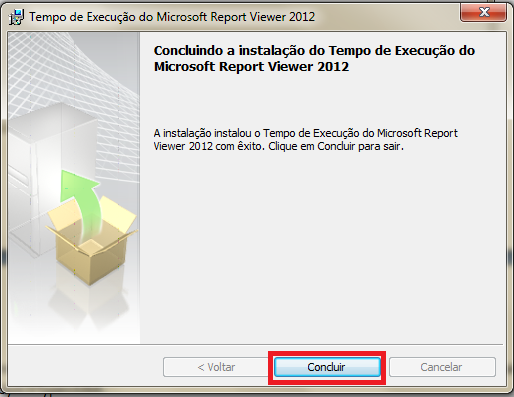 Tempo de Execução do Microsoft Report Viewer 2012
Concluindo a instalação do Tempo de Execução do
Microsoft Report Viewer 2012
A instalação instalou o Tempo de Execução do Microsoft Report
Viewer 2012 com êxito. Clique em Concluir para sair.
< Voltar
Concluir
Cancelar